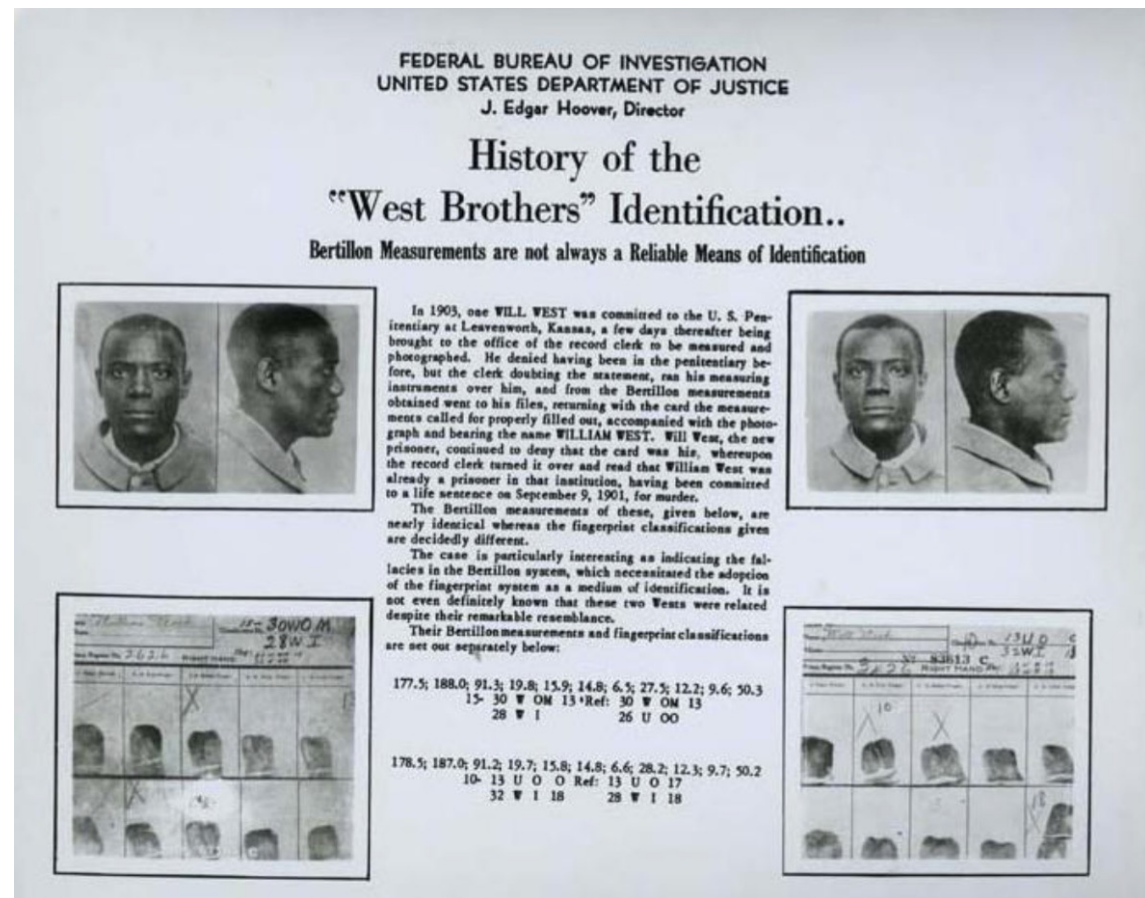 FEDERAL BUREAU OF INVESTIGATION
UNITED STATES DEPARTMENT OF JUSTICE
J. Edgar Hoover, Director
History of the
"West Brothers" Identification..
Bertillon Measurements are not always a Reliable Means of Identification
In 1903, one WILL WEST was committed to the U. S. Pen-
itentiary at Leavenworth, Kansas, a few days thereafter being
brought to the office of the record clerk to be measured and
photographed. He denied having been in the penitentiary be-
fore, but the clerk doubting the statement, ran his measuring
instruments over him, and from the Bertillon measurements
obtained went to his files, returning with the card the measure-
ments called for properly filled out, accompanied with the photo-
graph and bearing the name WILLIAM WEST. Will West, the new
prisoner, continued to deny that the card was his, whereupon
the record clerk turned it over and read that William West was
already a prisoner in that institution, having been committed
to a life sentence on September 9, 1901, for murder.
The Bertillon measurements of these, given below, are
nearly identical whereas the fingerprint classifications given
are decidedly different.
The case is particularly interesting as indicating the fal-
lacies in the Bertillon system, which necessitated the adoption
of the fingerprint system as a medium of identification. It is
not even definitely known that these two Wests were related
despite their remarkable resemblance.
Their Bertillon measurements and fingerprint classifications
are set out separately below:
177.5; 188.0; 91.3; 19.8; 15.9; 14.8; 6.5; 27.5; 12.2; 9.6; 50.3
15- 30 W OM 13 Ref: 30 W OM 13
28 W I 26 U OO
178.5; 187.0; 91.2; 19.7; 15.8; 14.8; 6.6; 28.2; 12.3; 9.7; 50.2
10- 13 U O O Ref: 13 U O 17
32 W I 18 28 W I 18
30 W O M
28 W I
2626
RIGHT HAND
13 U O
32 W I
83613 C
RIGHT HAND
10
18